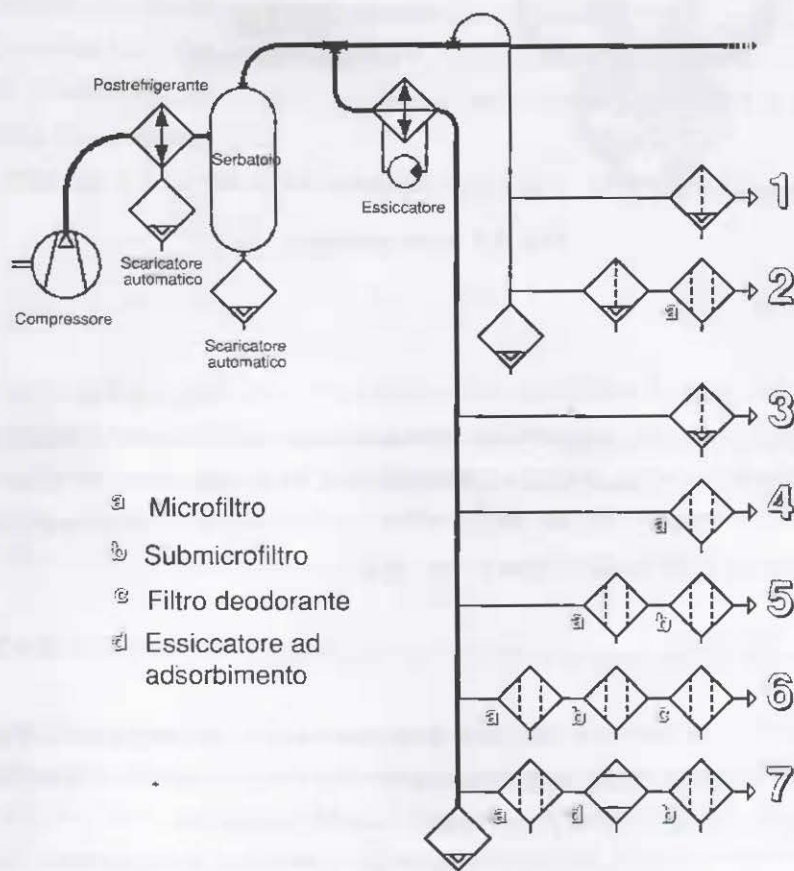 Postrefrigerante
Serbatoio
Essiccatore
Scaricatore
automatico
Compressore
Scaricatore
automatico
1
2
a
3
4
a
5
a
b
6
a
b
c
7
a
d
b
a Microfiltro
b Submicrofiltro
c Filtro deodorante
d Essiccatore ad
adsorbimento